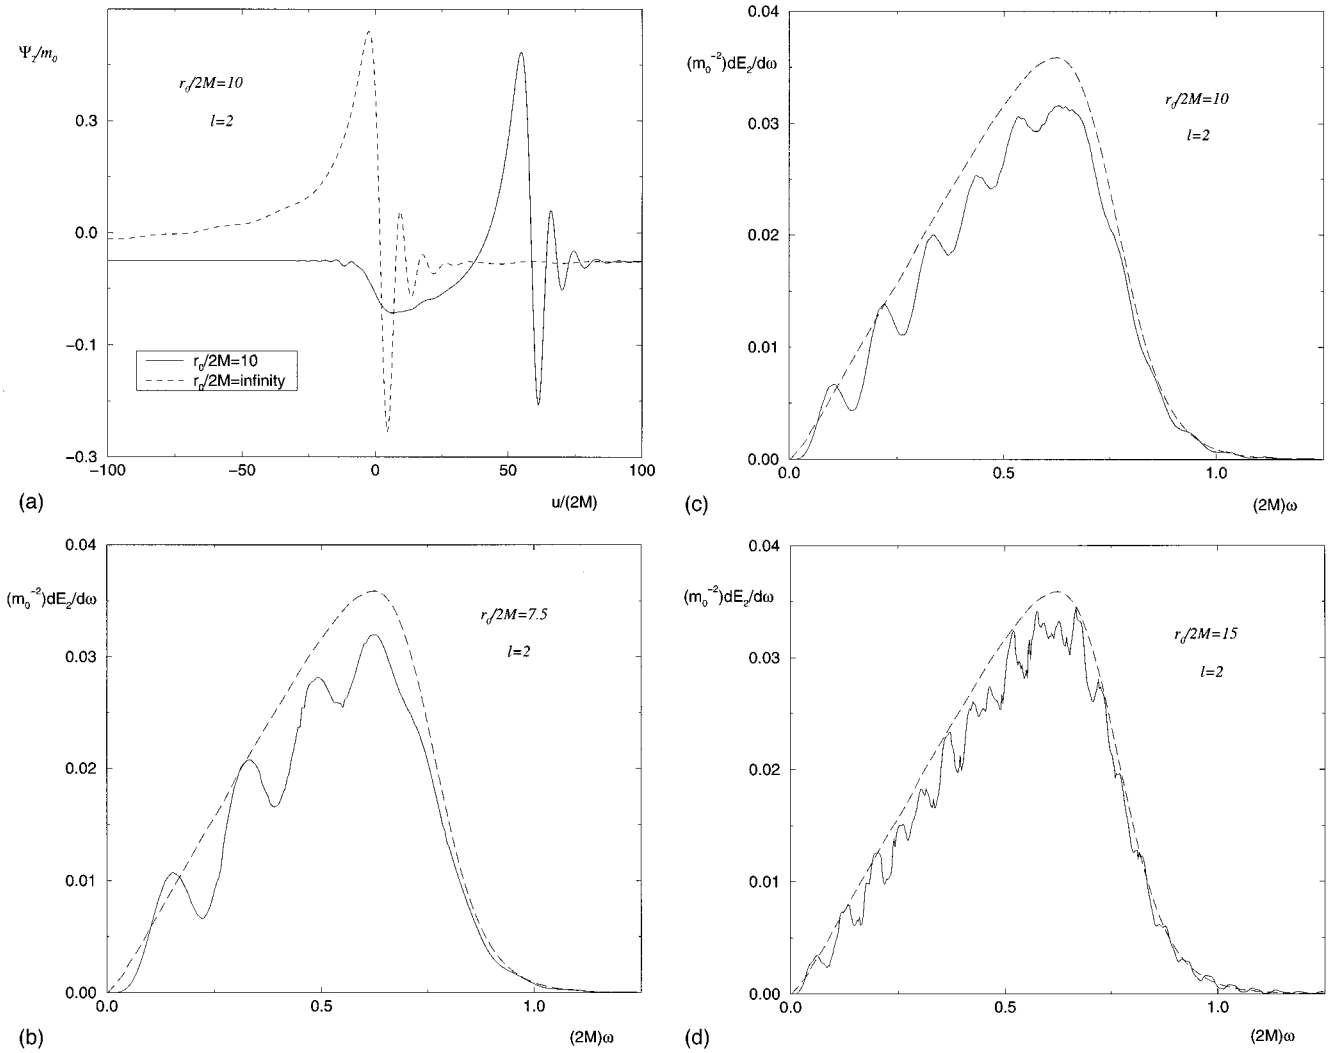 Ψ₂/m₀
r₀/2M=10
l=2
0.3
0.0
−0.1
−0.3
r₀/2M=10
r₀/2M=infinity
−100
−50
0
50
100
(a)
u/(2M)
0.04
(m₀⁻²)dE₂/dω
r₀/2M=7.5
l=2
0.03
0.02
0.01
0.00
0.0
0.5
1.0
(b)
(2M)ω
0.04
(m₀⁻²)dE₂/dω
r₀/2M=10
l=2
0.03
0.02
0.01
0.00
0.0
0.5
1.0
(c)
(2M)ω
0.04
(m₀⁻²)dE₂/dω
r₀/2M=15
l=2
0.03
0.02
0.01
0.00
0.0
0.5
1.0
(d)
(2M)ω